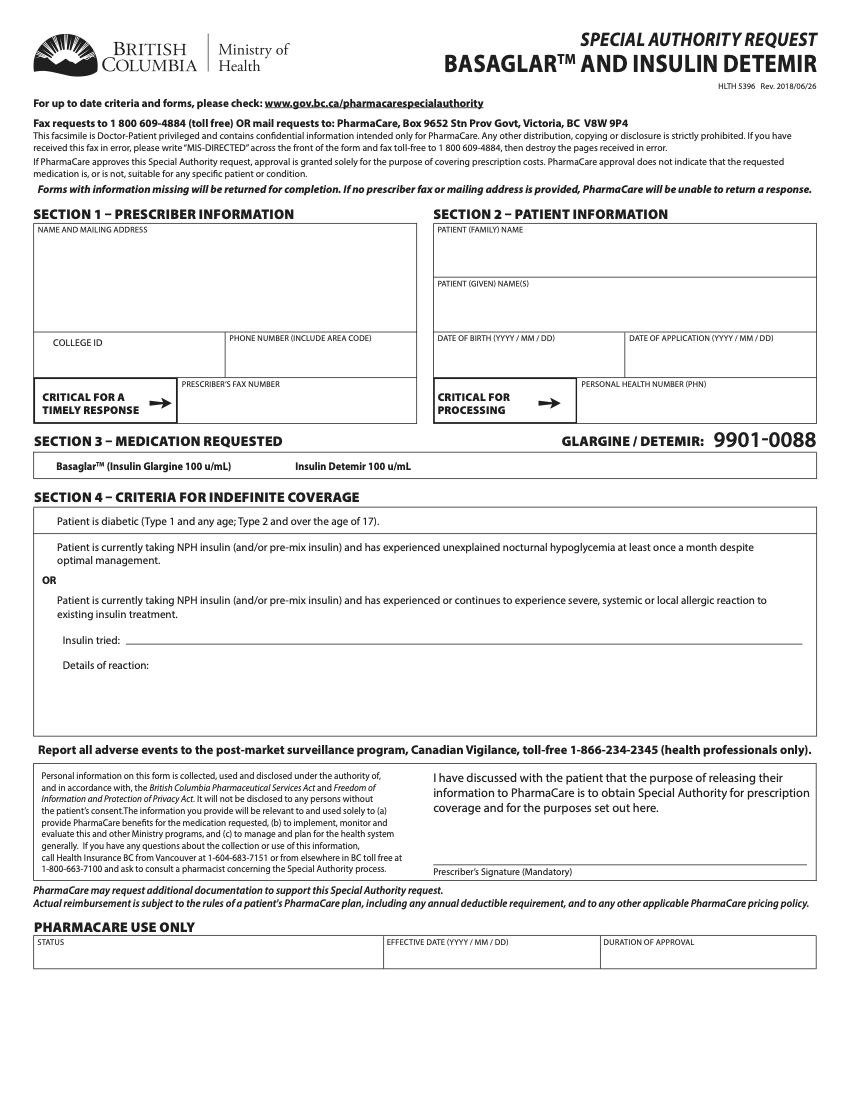 BRITISH
COLUMBIA
Ministry of
Health
SPECIAL AUTHORITY REQUEST
BASAGLAR™ AND INSULIN DETEMIR
HLTH 5396 Rev. 2018/06/26
For up to date criteria and forms, please check: www.gov.bc.ca/pharmacarespecialauthority
Fax requests to 1 800 609-4884 (toll free) OR mail requests to: PharmaCare, Box 9652 Stn Prov Govt, Victoria, BC V8W 9P4
This facsimile is Doctor-Patient privileged and contains confidential information intended only for PharmaCare. Any other distribution, copying or disclosure is strictly prohibited. If you have
received this fax in error, please write "MIS-DIRECTED" across the front of the form and fax toll-free to 1 800 609-4884, then destroy the pages received in error.
If PharmaCare approves this Special Authority request, approval is granted solely for the purpose of covering prescription costs. PharmaCare approval does not indicate that the requested
medication is, or is not, suitable for any specific patient or condition.
Forms with information missing will be returned for completion. If no prescriber fax or mailing address is provided, PharmaCare will be unable to return a response.
SECTION 1 – PRESCRIBER INFORMATION
NAME AND MAILING ADDRESS
COLLEGE ID
PHONE NUMBER (INCLUDE AREA CODE)
CRITICAL FOR A
TIMELY RESPONSE
PRESCRIBER'S FAX NUMBER
SECTION 2 – PATIENT INFORMATION
PATIENT (FAMILY) NAME
PATIENT (GIVEN) NAME(S)
DATE OF BIRTH (YYYY / MM / DD)
DATE OF APPLICATION (YYYY / MM / DD)
CRITICAL FOR
PROCESSING
PERSONAL HEALTH NUMBER (PHN)
SECTION 3 – MEDICATION REQUESTED
GLARGINE / DETEMIR: 9901-0088
Basaglar™ (Insulin Glargine 100 u/mL)
Insulin Detemir 100 u/mL
SECTION 4 – CRITERIA FOR INDEFINITE COVERAGE
Patient is diabetic (Type 1 and any age; Type 2 and over the age of 17).
Patient is currently taking NPH insulin (and/or pre-mix insulin) and has experienced unexplained nocturnal hypoglycemia at least once a month despite
optimal management.
OR
Patient is currently taking NPH insulin (and/or pre-mix insulin) and has experienced or continues to experience severe, systemic or local allergic reaction to
existing insulin treatment.
Insulin tried:
Details of reaction:
Report all adverse events to the post-market surveillance program, Canadian Vigilance, toll-free 1-866-234-2345 (health professionals only).
Personal information on this form is collected, used and disclosed under the authority of,
and in accordance with, the British Columbia Pharmaceutical Services Act and Freedom of
Information and Protection of Privacy Act. It will not be disclosed to any persons without
the patient's consent.The information you provide will be relevant to and used solely to (a)
provide PharmaCare benefits for the medication requested, (b) to implement, monitor and
evaluate this and other Ministry programs, and (c) to manage and plan for the health system
generally. If you have any questions about the collection or use of this information,
call Health Insurance BC from Vancouver at 1-604-683-7151 or from elsewhere in BC toll free at
1-800-663-7100 and ask to consult a pharmacist concerning the Special Authority process.
I have discussed with the patient that the purpose of releasing their
information to PharmaCare is to obtain Special Authority for prescription
coverage and for the purposes set out here.
Prescriber's Signature (Mandatory)
PharmaCare may request additional documentation to support this Special Authority request.
Actual reimbursement is subject to the rules of a patient's PharmaCare plan, including any annual deductible requirement, and to any other applicable PharmaCare pricing policy.
PHARMACARE USE ONLY
STATUS
EFFECTIVE DATE (YYYY / MM / DD)
DURATION OF APPROVAL